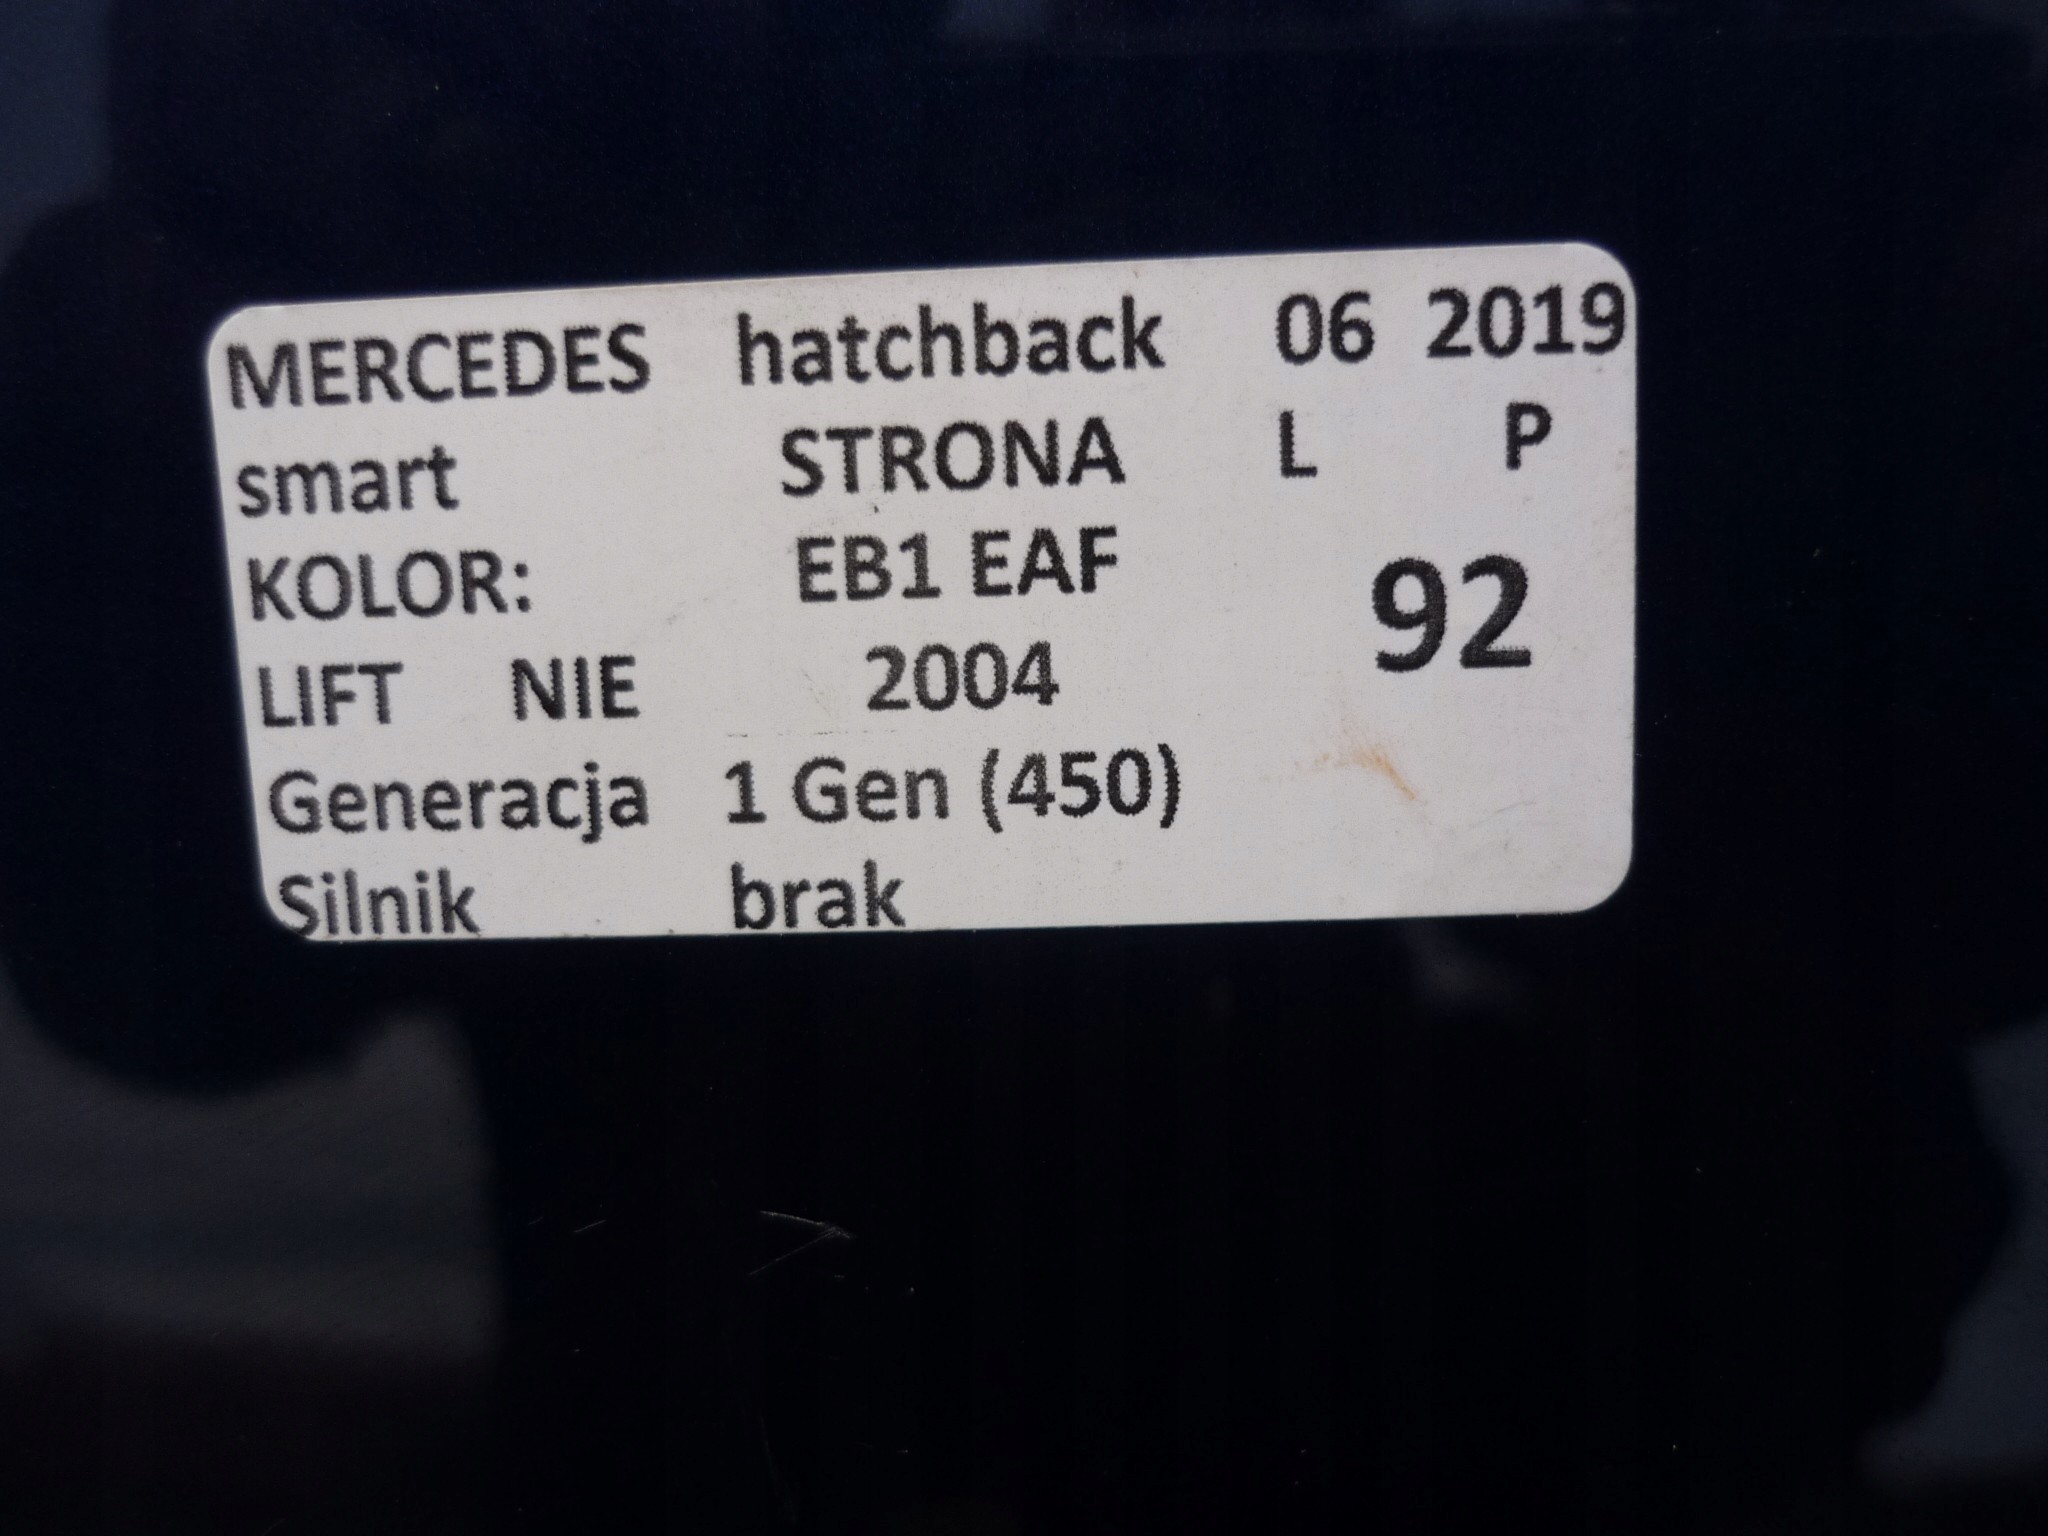 MERCEDES hatchback 06 2019
smart STRONA L P
KOLOR: EB1 EAF 92
LIFT NIE 2004
Generacja 1 Gen (450)
Silnik brak